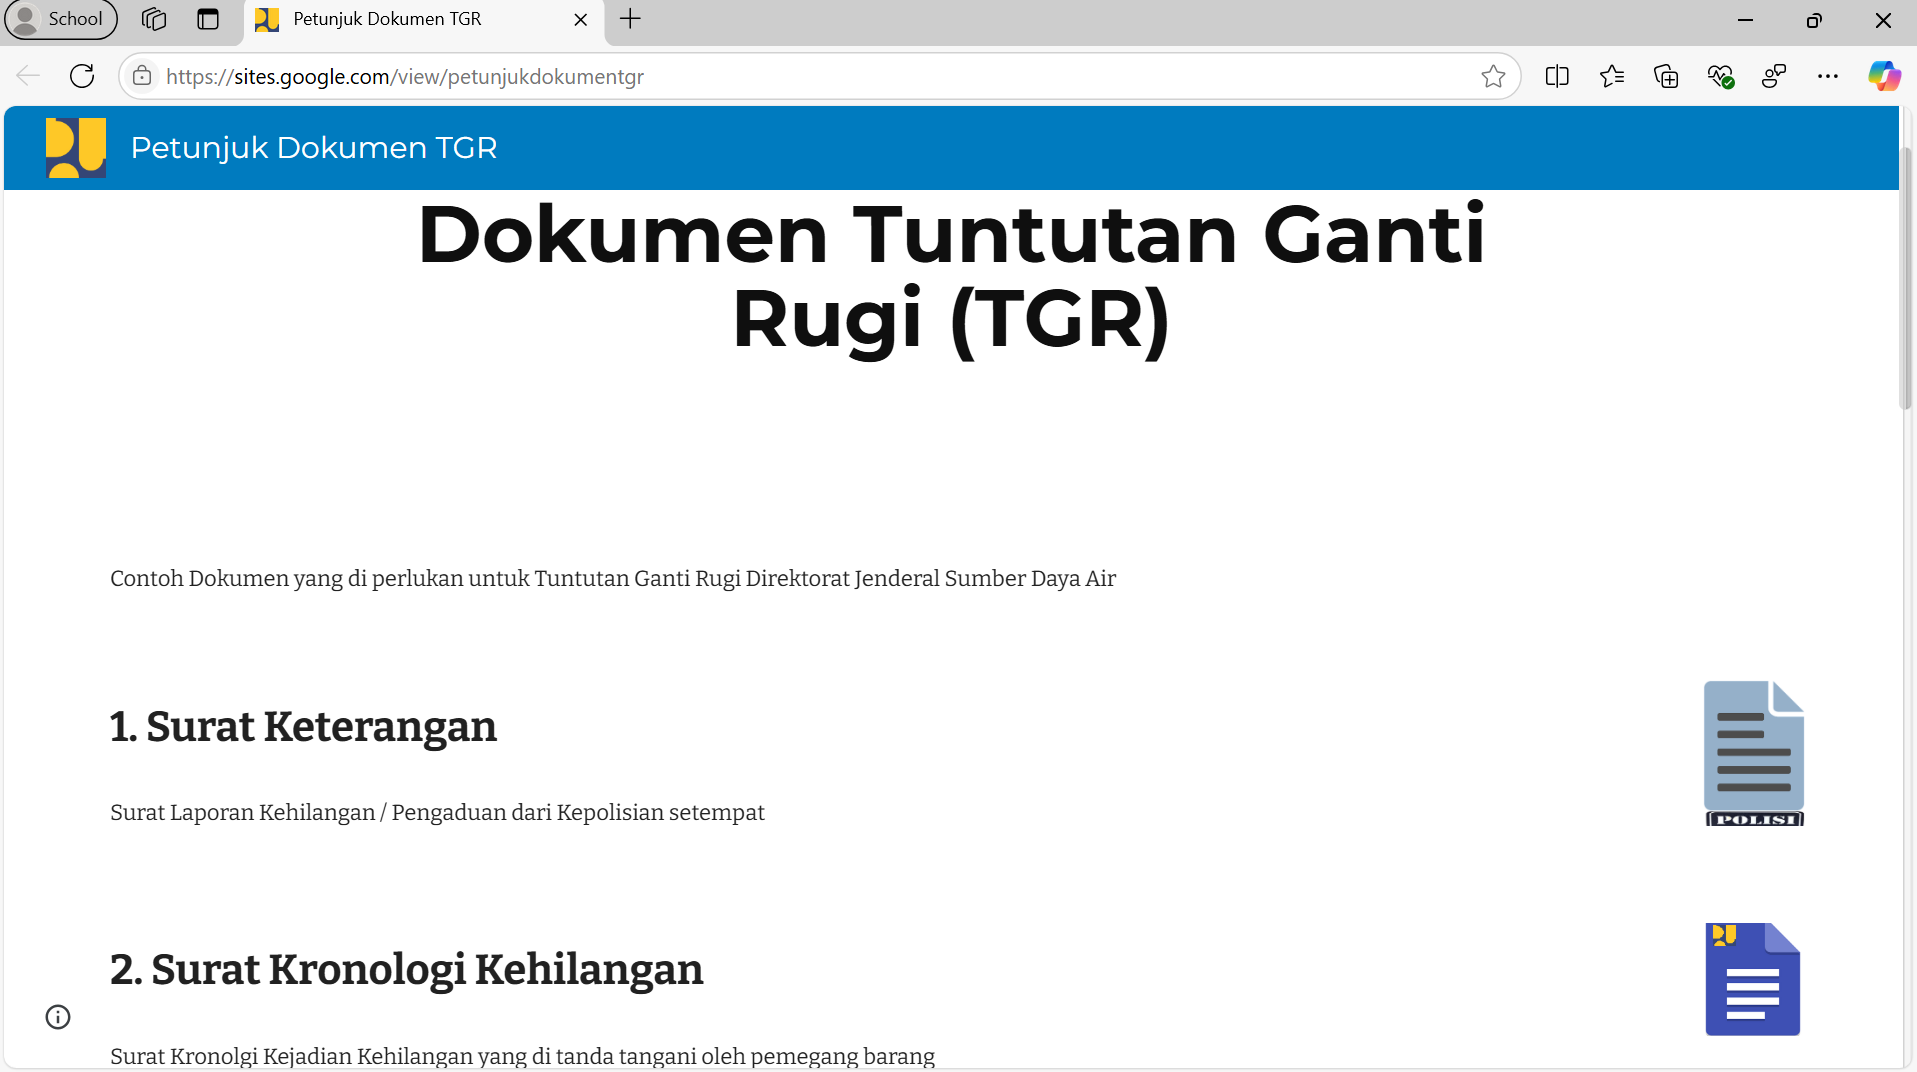 School
Petunjuk Dokumen TGR
https://sites.google.com/view/petunjukdokumentgr
Petunjuk Dokumen TGR
Dokumen Tuntutan Ganti
Rugi (TGR)
Contoh Dokumen yang di perlukan untuk Tuntutan Ganti Rugi Direktorat Jenderal Sumber Daya Air
1. Surat Keterangan
Surat Laporan Kehilangan / Pengaduan dari Kepolisian setempat
POLISI
2. Surat Kronologi Kehilangan
Surat Kronolgi Kejadian Kehilangan yang di tanda tangani oleh pemegang barang